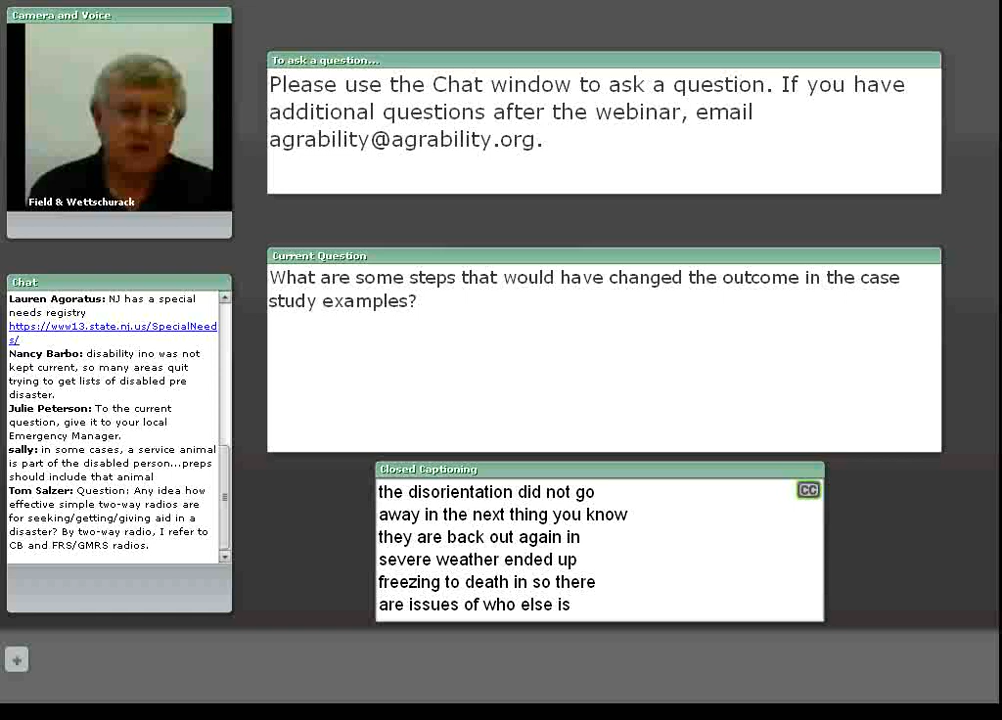 Camera and Voice
Field & Wettschurack
To ask a question...
Please use the Chat window to ask a question. If you have
additional questions after the webinar, email
agrability@agrability.org.
Current Question
What are some steps that would have changed the outcome in the case
study examples?
Chat
Lauren Agoratus: NJ has a special
needs registry
https://www13.state.nj.us/SpecialNeed
s/
Nancy Barbo: disability ino was not
kept current, so many areas quit
trying to get lists of disabled pre
disaster.
Julie Peterson: To the current
question, give it to your local
Emergency Manager.
sally: in some cases, a service animal
is part of the disabled person...preps
should include that animal
Tom Salzer: Question: Any idea how
effective simple two-way radios are
for seeking/getting/giving aid in a
disaster? By two-way radio, I refer to
CB and FRS/GMRS radios.
Closed Captioning
CC
the disorientation did not go
away in the next thing you know
they are back out again in
severe weather ended up
freezing to death in so there
are issues of who else is